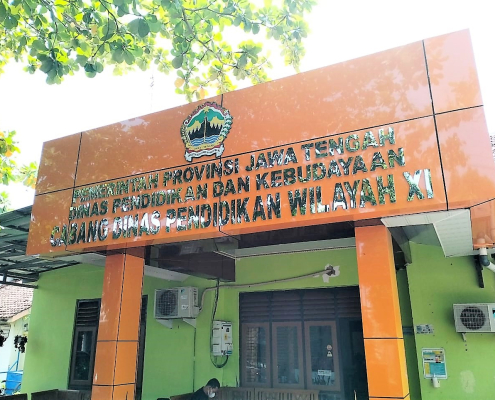 PEMERINTAH PROVINSI JAWA TENGAH
DINAS PENDIDIKAN DAN KEBUDAYAAN
CABANG DINAS PENDIDIKAN WILAYAH XI